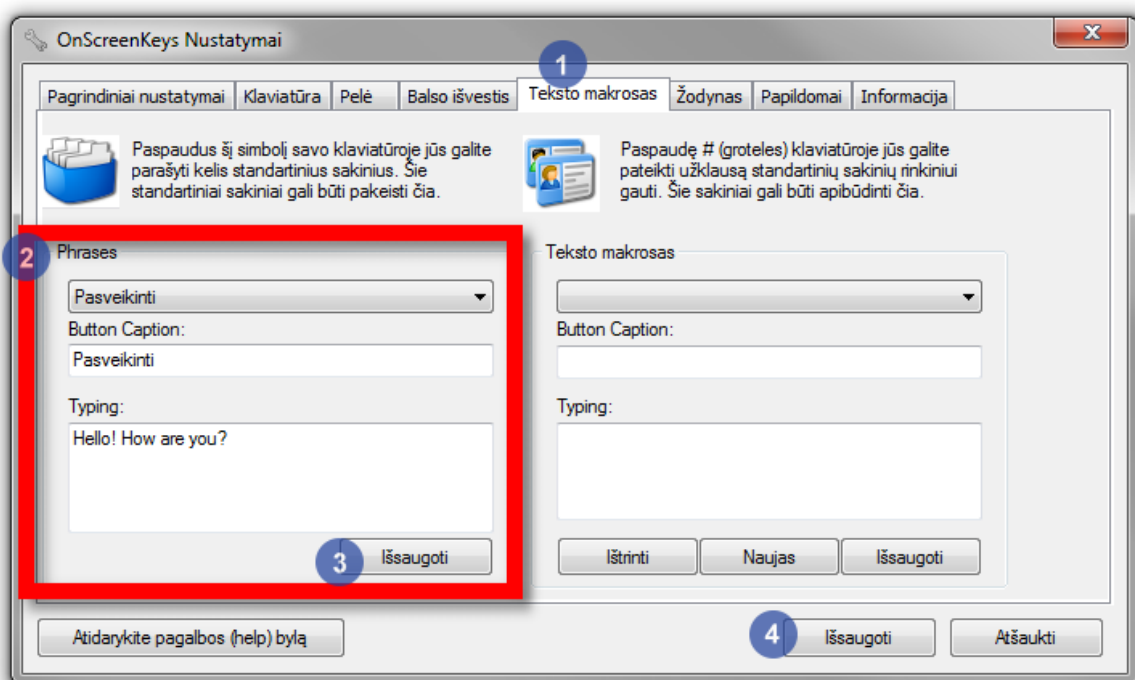 OnScreenKeys Nustatymai
x
1
Pagrindiniai nustatymai Klaviatūra Pelė Balso išvestis Teksto makrosas Žodynas Papildomai Informacija
Paspaudus šį simbolį savo klaviatūroje jūs galite
parašyti kelis standartinius sakinius. Šie
standartiniai sakiniai gali būti pakeisti čia.
Paspaudę # (groteles) klaviatūroje jūs galite
pateikti užklausą standartinių sakinių rinkiniui
gauti. Šie sakiniai gali būti apibūdinti čia.
2
Phrases
Pasveikinti
Button Caption:
Pasveikinti
Typing:
Hello! How are you?
3
Išsaugoti
Teksto makrosas
Button Caption:
Typing:
Ištrinti Naujas Išsaugoti
Atidarykite pagalbos (help) bylą
4
Išsaugoti Atšaukti